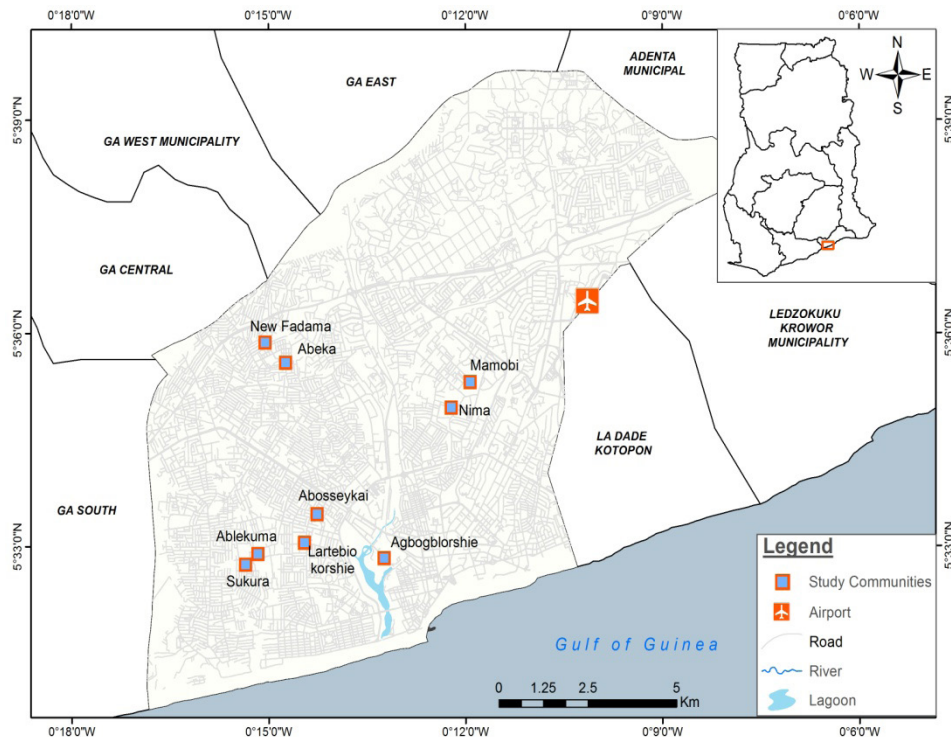 0°18'0"W
0°15'0"W
0°12'0"W
0°9'0"W
0°6'0"W
5°39'0"N
5°39'0"N
5°36'0"N
5°36'0"N
5°33'0"N
5°33'0"N
GA EAST
ADENTA
MUNICIPAL
N
W
E
S
GA WEST MUNICIPALITY
GA CENTRAL
New Fadama
Abeka
Mamobi
Nima
LEDZOKUKU
KROWOR
MUNICIPALITY
LA DADE
KOTOPON
GA SOUTH
Abosseykai
Ablekuma
Sukura
Lartebio
korshie
Agbogblorshie
Gulf of Guinea
Legend
Study Communities
Airport
Road
River
Lagoon
0 1.25 2.5 5
Km
0°18'0"W
0°15'0"W
0°12'0"W
0°9'0"W
0°6'0"W